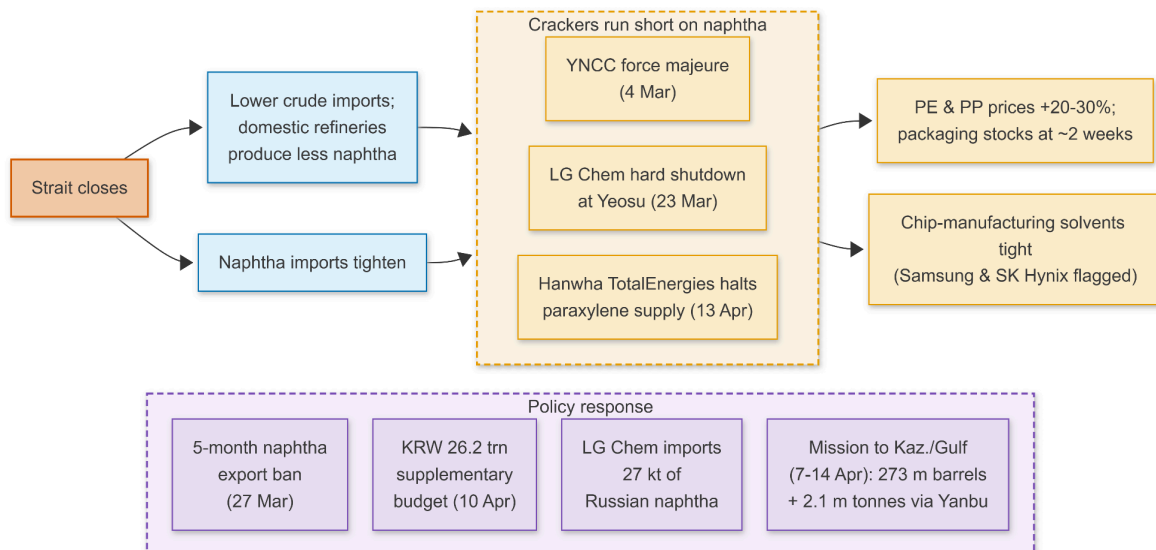 Strait closes
Lower crude imports;
domestic refineries
produce less naphtha
Naphtha imports tighten
Crackers run short on naphtha
YNCC force majeure
(4 Mar)
LG Chem hard shutdown
at Yeosu (23 Mar)
Hanwha TotalEnergies halts
paraxylene supply (13 Apr)
PE & PP prices +20-30%;
packaging stocks at ~2 weeks
Chip-manufacturing solvents
tight
(Samsung & SK Hynix flagged)
Policy response
5-month naphtha
export ban
(27 Mar)
KRW 26.2 trn
supplementary
budget (10 Apr)
LG Chem imports
27 kt of
Russian naphtha
Mission to Kaz./Gulf
(7-14 Apr): 273 m barrels
+ 2.1 m tonnes via Yanbu